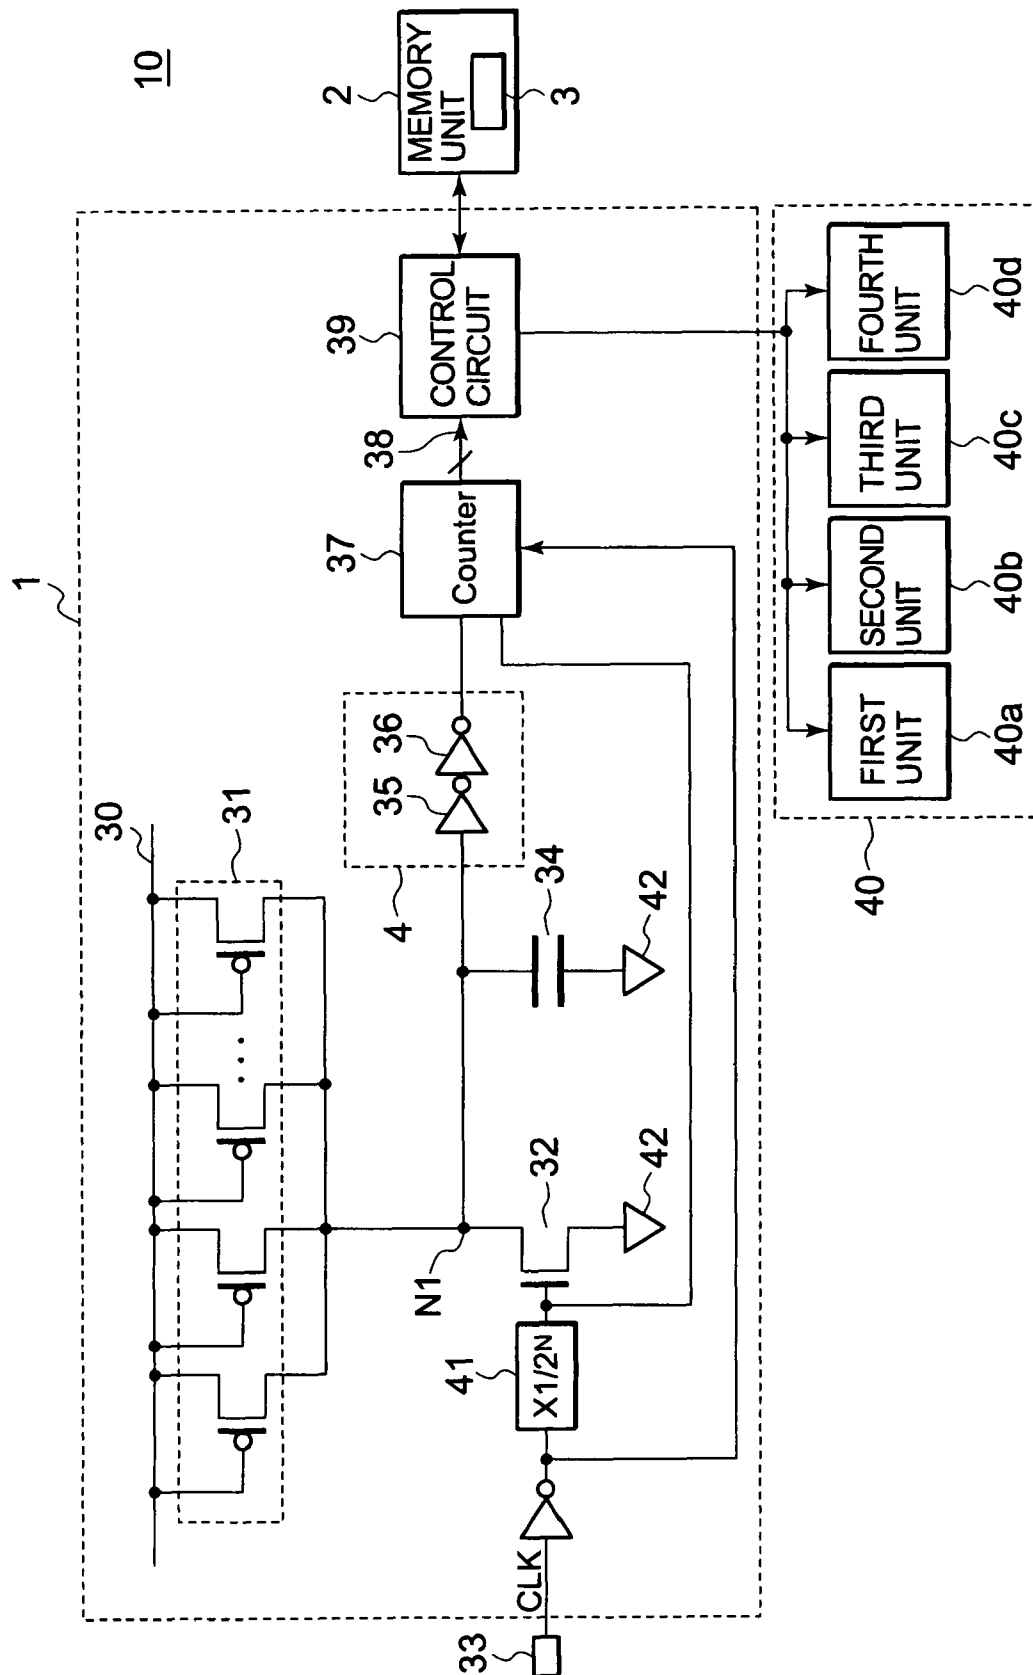 10
1
30
31
2
MEMORY
UNIT
3
39
CONTROL
CIRCUIT
38
37
Counter
36
35
4
34
42
N1
32
42
41
X1/2N
CLK
33
40
FIRST
UNIT
40a
SECOND
UNIT
40b
THIRD
UNIT
40c
FOURTH
UNIT
40d